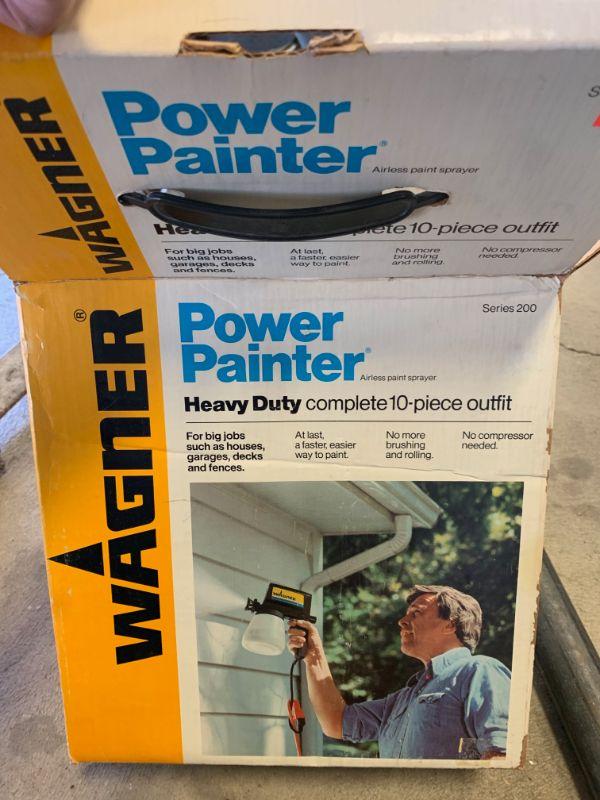 WAGNER
Power
Painter®
Airless paint sprayer
plete 10-piece outfit
For big jobs
such as houses,
garages, decks
and fences.
At last,
a faster, easier
way to paint.
No more
brushing
and rolling.
No compressor
needed.
WAGNER®
Power
Painter®
Airless paint sprayer
Series 200
Heavy Duty complete 10-piece outfit
For big jobs
such as houses,
garages, decks
and fences.
At last,
a faster, easier
way to paint.
No more
brushing
and rolling.
No compressor
needed.
WAGNER